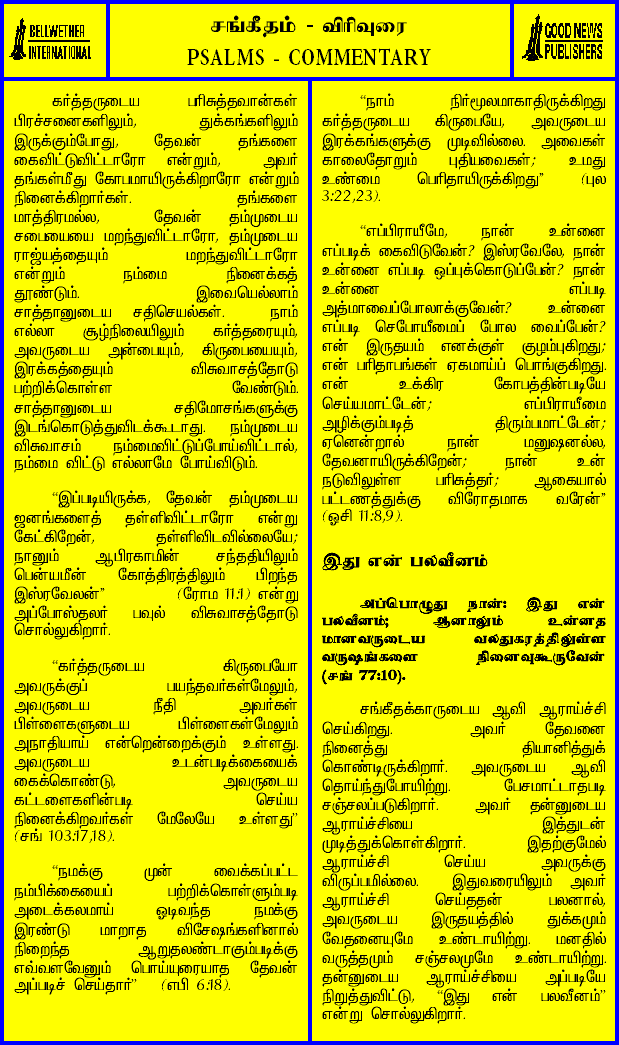 BELLWETHER
INTERNATIONAL
சங்கீதம் - விரிவுரை
PSALMS - COMMENTARY
GOOD NEWS
PUBLISHERS
கர்த்தருடைய பரிசுத்தவான்கள்
பிரச்சனைகளிலும், துக்கங்களிலும்
இருக்கும்போது, தேவன் தங்களை
கைவிட்டுவிட்டாரோ என்றும், அவர்
தங்கள்மீது கோபமாயிருக்கிறாரோ என்றும்
நினைக்கிறார்கள். தங்களை
மாத்திரமல்ல, தேவன் தம்முடைய
சபையையை மறந்துவிட்டாரோ, தம்முடைய
ராஜ்யத்தையும் மறந்துவிட்டாரோ
என்றும் நம்மை நினைக்கத்
தூண்டும். இவையெல்லாம்
சாத்தானுடைய சதிசெயல்கள். நாம்
எல்லா சூழ்நிலையிலும் கர்த்தரையும்,
அவருடைய அன்பையும், கிருபையையும்,
இரக்கத்தையும் விசுவாசத்தோடு
பற்றிக்கொள்ள வேண்டும்.
சாத்தானுடைய சதிமோசங்களுக்கு
இடங்கொடுத்துவிடக்கூடாது. நம்முடைய
விசுவாசம் நம்மைவிட்டுப்போய்விட்டால்,
நம்மை விட்டு எல்லாமே போய்விடும்.
“இப்படியிருக்க, தேவன் தம்முடைய
ஜனங்களைத் தள்ளிவிட்டாரோ என்று
கேட்கிறேன், தள்ளிவிடவில்லையே;
நானும் ஆபிரகாமின் சந்ததியிலும்
பென்யமீன் கோத்திரத்திலும் பிறந்த
இஸ்ரவேலன்” (ரோம 11:1) என்று
அப்போஸ்தலர் பவுல் விசுவாசத்தோடு
சொல்லுகிறார்.
“கர்த்தருடைய கிருபையோ
அவருக்குப் பயந்தவர்கள்மேலும்,
அவருடைய நீதி அவர்கள்
பிள்ளைகளுடைய பிள்ளைகள்மேலும்
அநாதியாய் என்றென்றைக்கும் உள்ளது.
அவருடைய உடன்படிக்கையைக்
கைக்கொண்டு, அவருடைய
கட்டளைகளின்படி செய்ய
நினைக்கிறவர்கள் மேலேயே உள்ளது”
(சங் 103:17,18).
“நமக்கு முன் வைக்கப்பட்ட
நம்பிக்கையைப் பற்றிக்கொள்ளும்படி
அடைக்கலமாய் ஓடிவந்த நமக்கு
இரண்டு மாறாத விசேஷங்களினால்
நிறைந்த ஆறுதலுண்டாகும்படிக்கு
எவ்வளவேனும் பொய்யுரையாத தேவன்
அப்படிச் செய்தார்” (எபி 6:18).
“நாம் நிர்மூலமாகாதிருக்கிறது
கர்த்தருடைய கிருபையே, அவருடைய
இரக்கங்களுக்கு முடிவில்லை. அவைகள்
காலைதோறும் புதியவைகள்; உமது
உண்மை பெரிதாயிருக்கிறது” (புல
3:22,23).
“எப்பிராயீமே, நான் உன்னை
எப்படிக் கைவிடுவேன்? இஸ்ரவேலே, நான்
உன்னை எப்படி ஒப்புக்கொடுப்பேன்? நான்
உன்னை எப்படி
அத்மாவைப்போலாக்குவேன்? உன்னை
எப்படி செபோயீமைப் போல வைப்பேன்?
என் இருதயம் எனக்குள் குழம்புகிறது;
என் பரிதாபங்கள் ஏகமாய்ப் பொங்குகிறது.
என் உக்கிர கோபத்தின்படியே
செய்யமாட்டேன்; எப்பிராயீமை
அழிக்கும்படித் திரும்பமாட்டேன்;
ஏனென்றால் நான் மனுஷனல்ல,
தேவனாயிருக்கிறேன்; நான் உன்
நடுவிலுள்ள பரிசுத்தர்; ஆகையால்
பட்டணத்துக்கு விரோதமாக வரேன்”
(ஓசி 11:8,9).
இது என் பலவீனம்
அப்பொழுது நான்: இது என்
பலவீனம்; ஆனாலும் உன்னத
மானவருடைய வலதுகரத்திலுள்ள
வருஷங்களை நினைவுகூருவேன்
(சங் 77:10).
சங்கீதக்காருடைய ஆவி ஆராய்ச்சி
செய்கிறது. அவர் தேவனை
நினைத்து தியானித்துக்
கொண்டிருக்கிறார். அவருடைய ஆவி
தொய்ந்துபோயிற்று. பேசமாட்டாதபடி
சஞ்சலப்படுகிறார். அவர் தன்னுடைய
ஆராய்ச்சியை இத்துடன்
முடித்துக்கொள்கிறார். இதற்குமேல்
ஆராய்ச்சி செய்ய அவருக்கு
விருப்பமில்லை. இதுவரையிலும் அவர்
ஆராய்ச்சி செய்ததன் பலனால்,
அவருடைய இருதயத்தில் துக்கமும்
வேதனையுமே உண்டாயிற்று. மனதில்
வருத்தமும் சஞ்சலமுமே உண்டாயிற்று.
தன்னுடைய ஆராய்ச்சியை அப்படியே
நிறுத்துவிட்டு, “இது என் பலவீனம்”
என்று சொல்லுகிறார்.